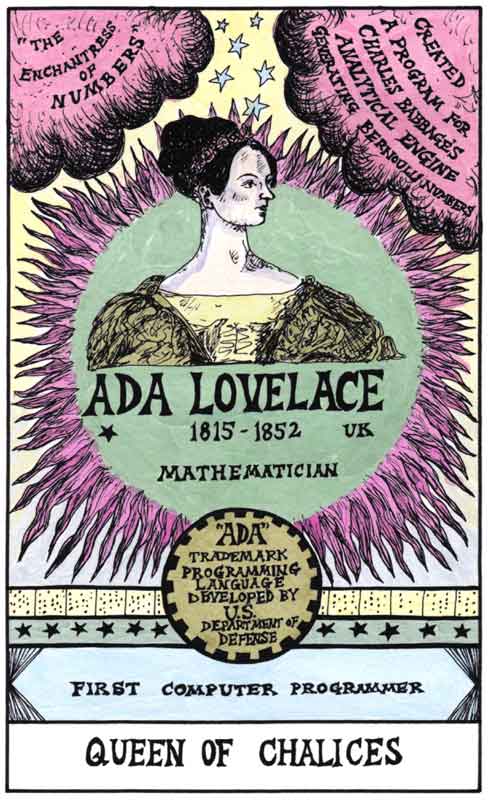 "THE
ENCHANTRESS
OF
NUMBERS"
CREATED
A PROGRAM FOR
CHARLES BABBAGE'S
ANALYTICAL ENGINE
GENERATING BERNOULLI NUMBERS
ADA LOVELACE
1815-1852 UK
MATHEMATICIAN
"ADA"
TRADEMARK
PROGRAMMING
LANGUAGE
DEVELOPED BY
U.S.
DEPARTMENT OF
DEFENSE
FIRST COMPUTER PROGRAMMER
QUEEN OF CHALICES